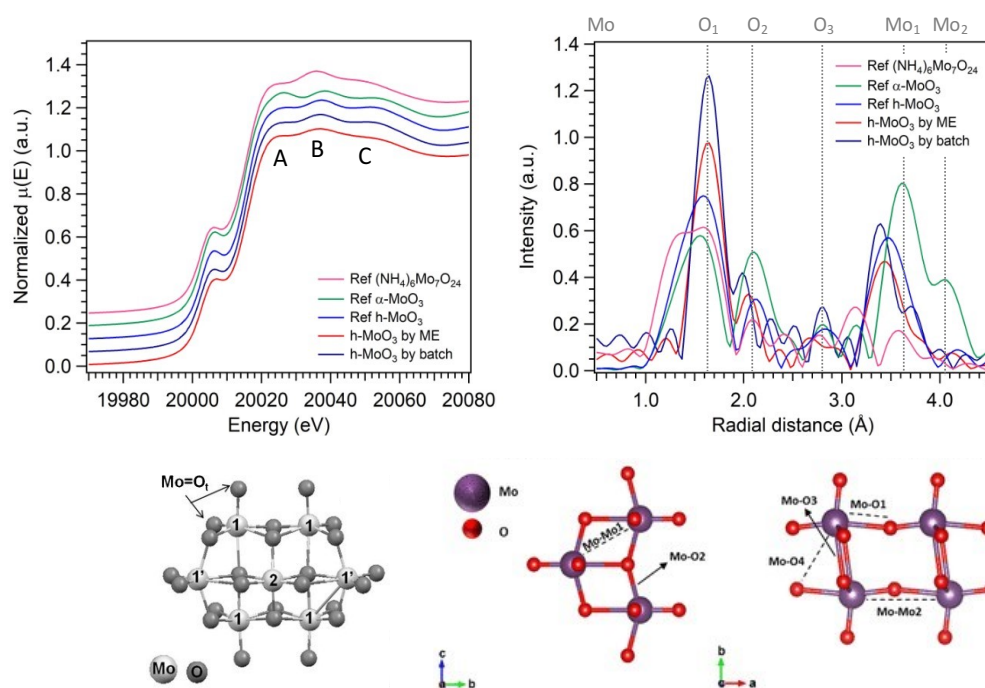 Normalized μ(E) (a.u.)
1.4
1.2
1.0
0.8
0.6
0.4
0.2
0.0
A
B
C
Ref (NH₄)₆Mo₇O₂₄
Ref α-MoO₃
Ref h-MoO₃
h-MoO₃ by ME
h-MoO₃ by batch
19980 20000 20020 20040 20060 20080
Energy (eV)
Mo O₁ O₂ O₃ Mo₁ Mo₂
Intensity (a.u.)
1.4
1.2
1.0
0.8
0.6
0.4
0.2
0.0
Ref (NH₄)₆Mo₇O₂₄
Ref α-MoO₃
Ref h-MoO₃
h-MoO₃ by ME
h-MoO₃ by batch
1.0 2.0 3.0 4.0
Radial distance (Å)
Mo=Oₜ
1 1
1' 2 1'
1 1
Mo O
Mo
O
Mo-Mo1
Mo-O2
c
a b
Mo-O3
Mo-O1
Mo-O4
Mo-Mo2
b
c a